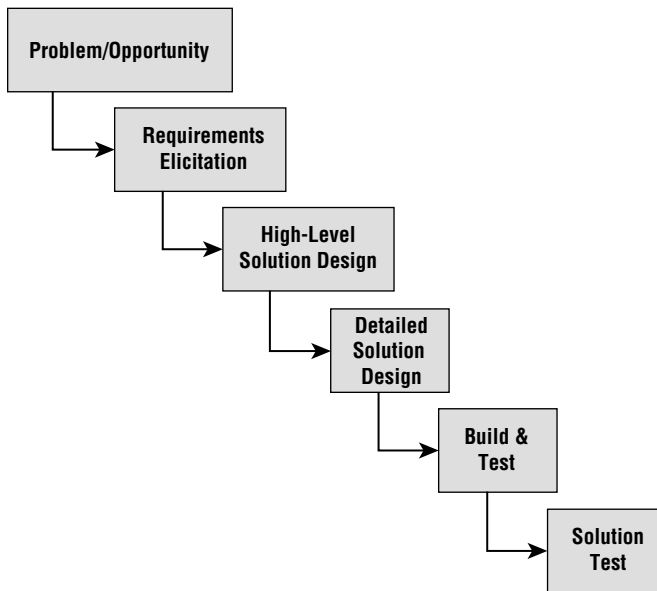 Problem/Opportunity
Requirements
Elicitation
High-Level
Solution Design
Detailed
Solution
Design
Build &
Test
Solution
Test